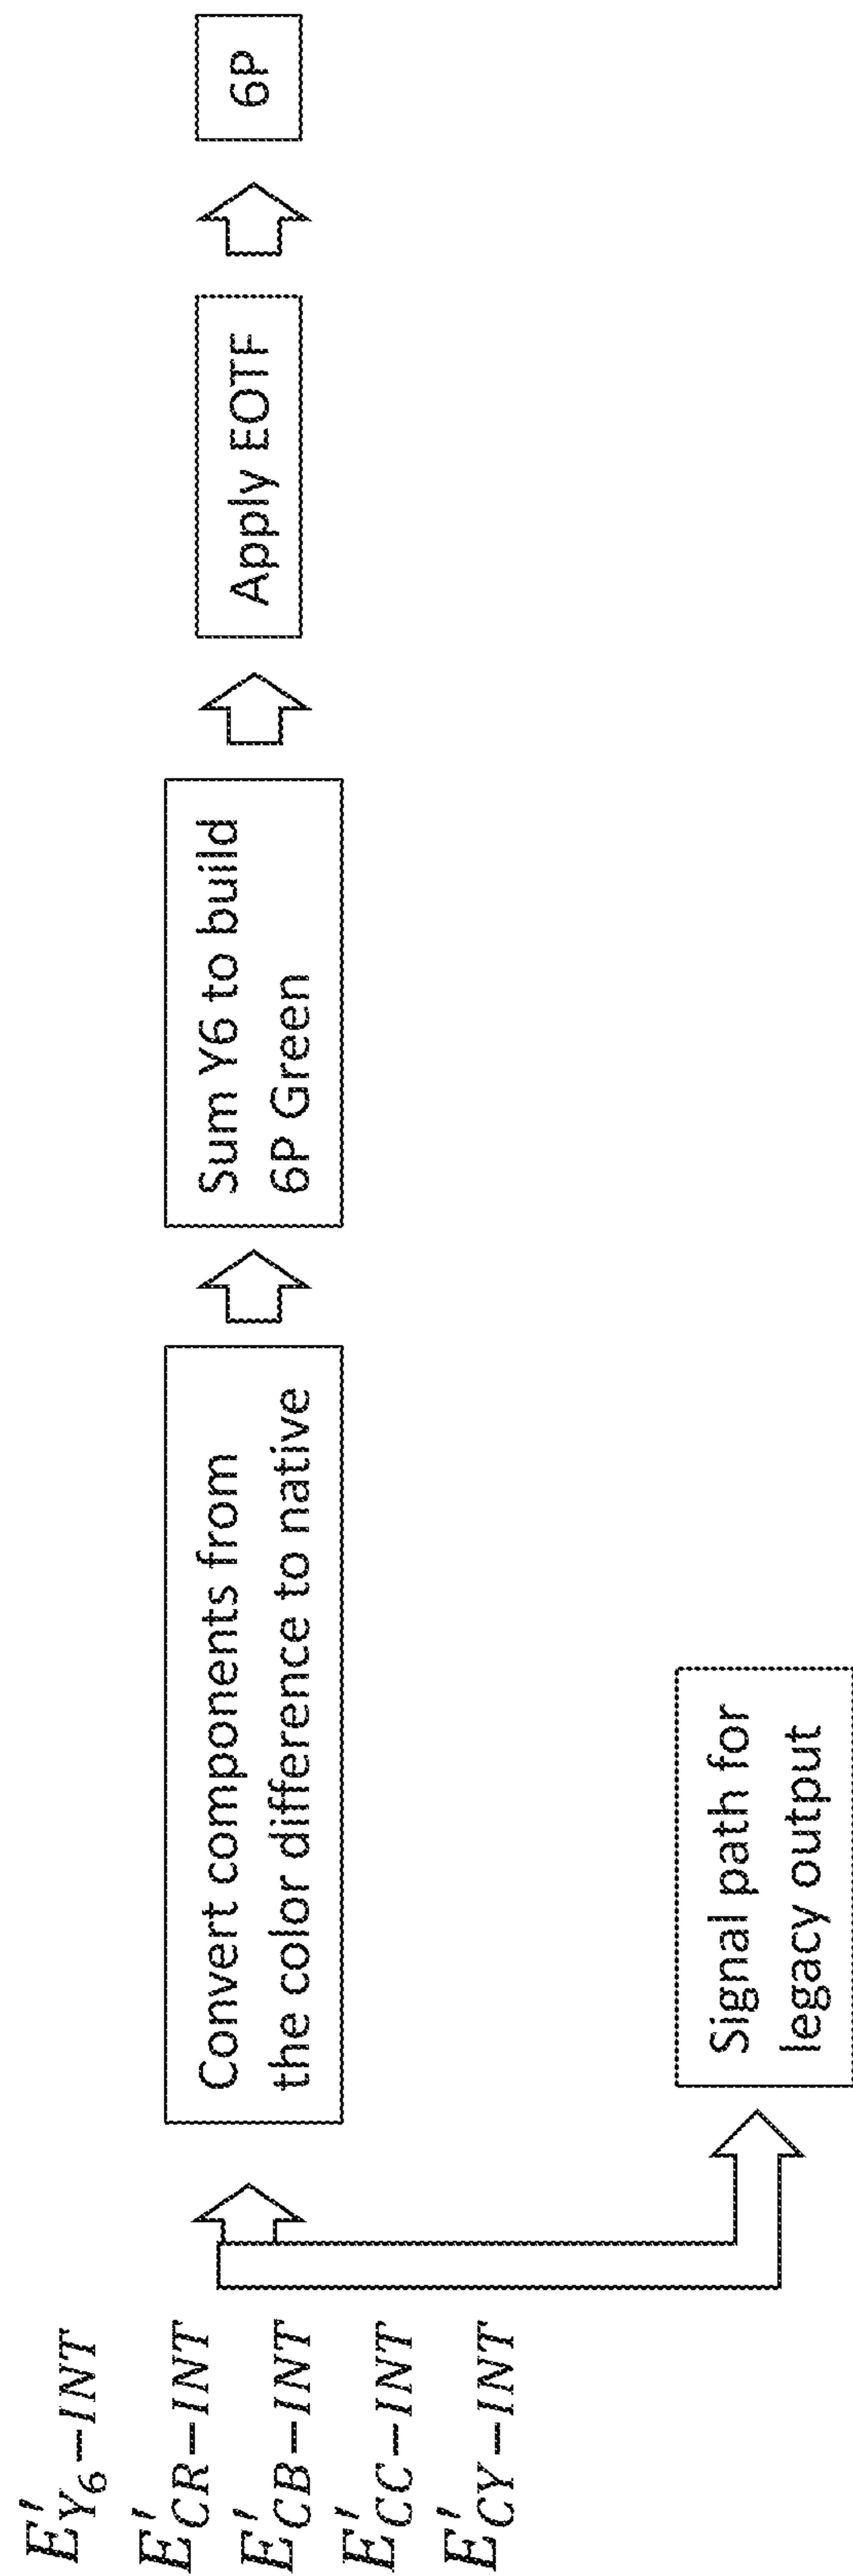 E'Y₆−INT
E'CR−INT
E'CB−INT
E'CC−INT
E'CY−INT
Convert components from
the color difference to native
Sum Y6 to build
6P Green
Apply EOTF
6P
Signal path for
legacy output